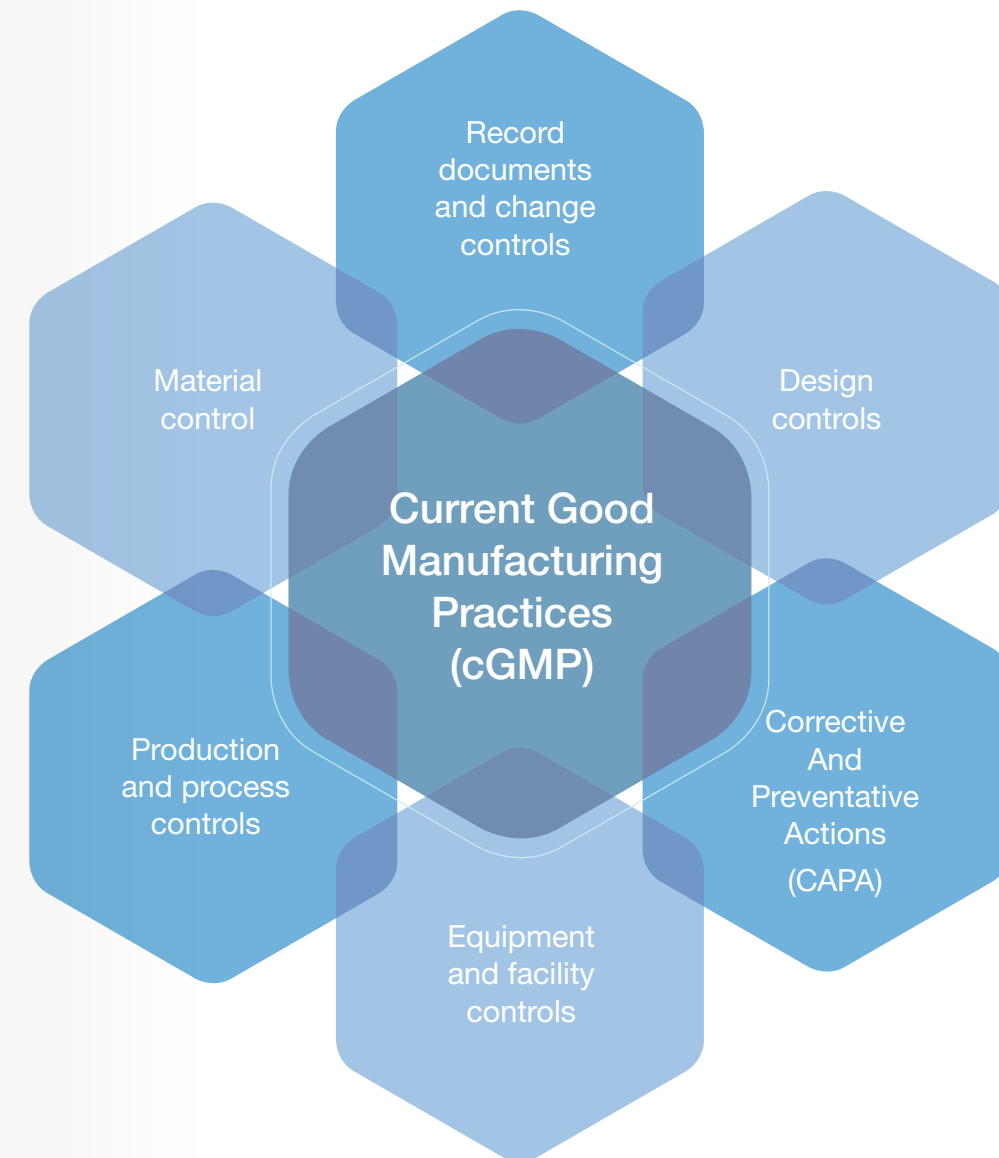 Record
documents
and change
controls
Material
control
Design
controls
Current Good
Manufacturing
Practices
(cGMP)
Production
and process
controls
Corrective
And
Preventative
Actions
(CAPA)
Equipment
and facility
controls